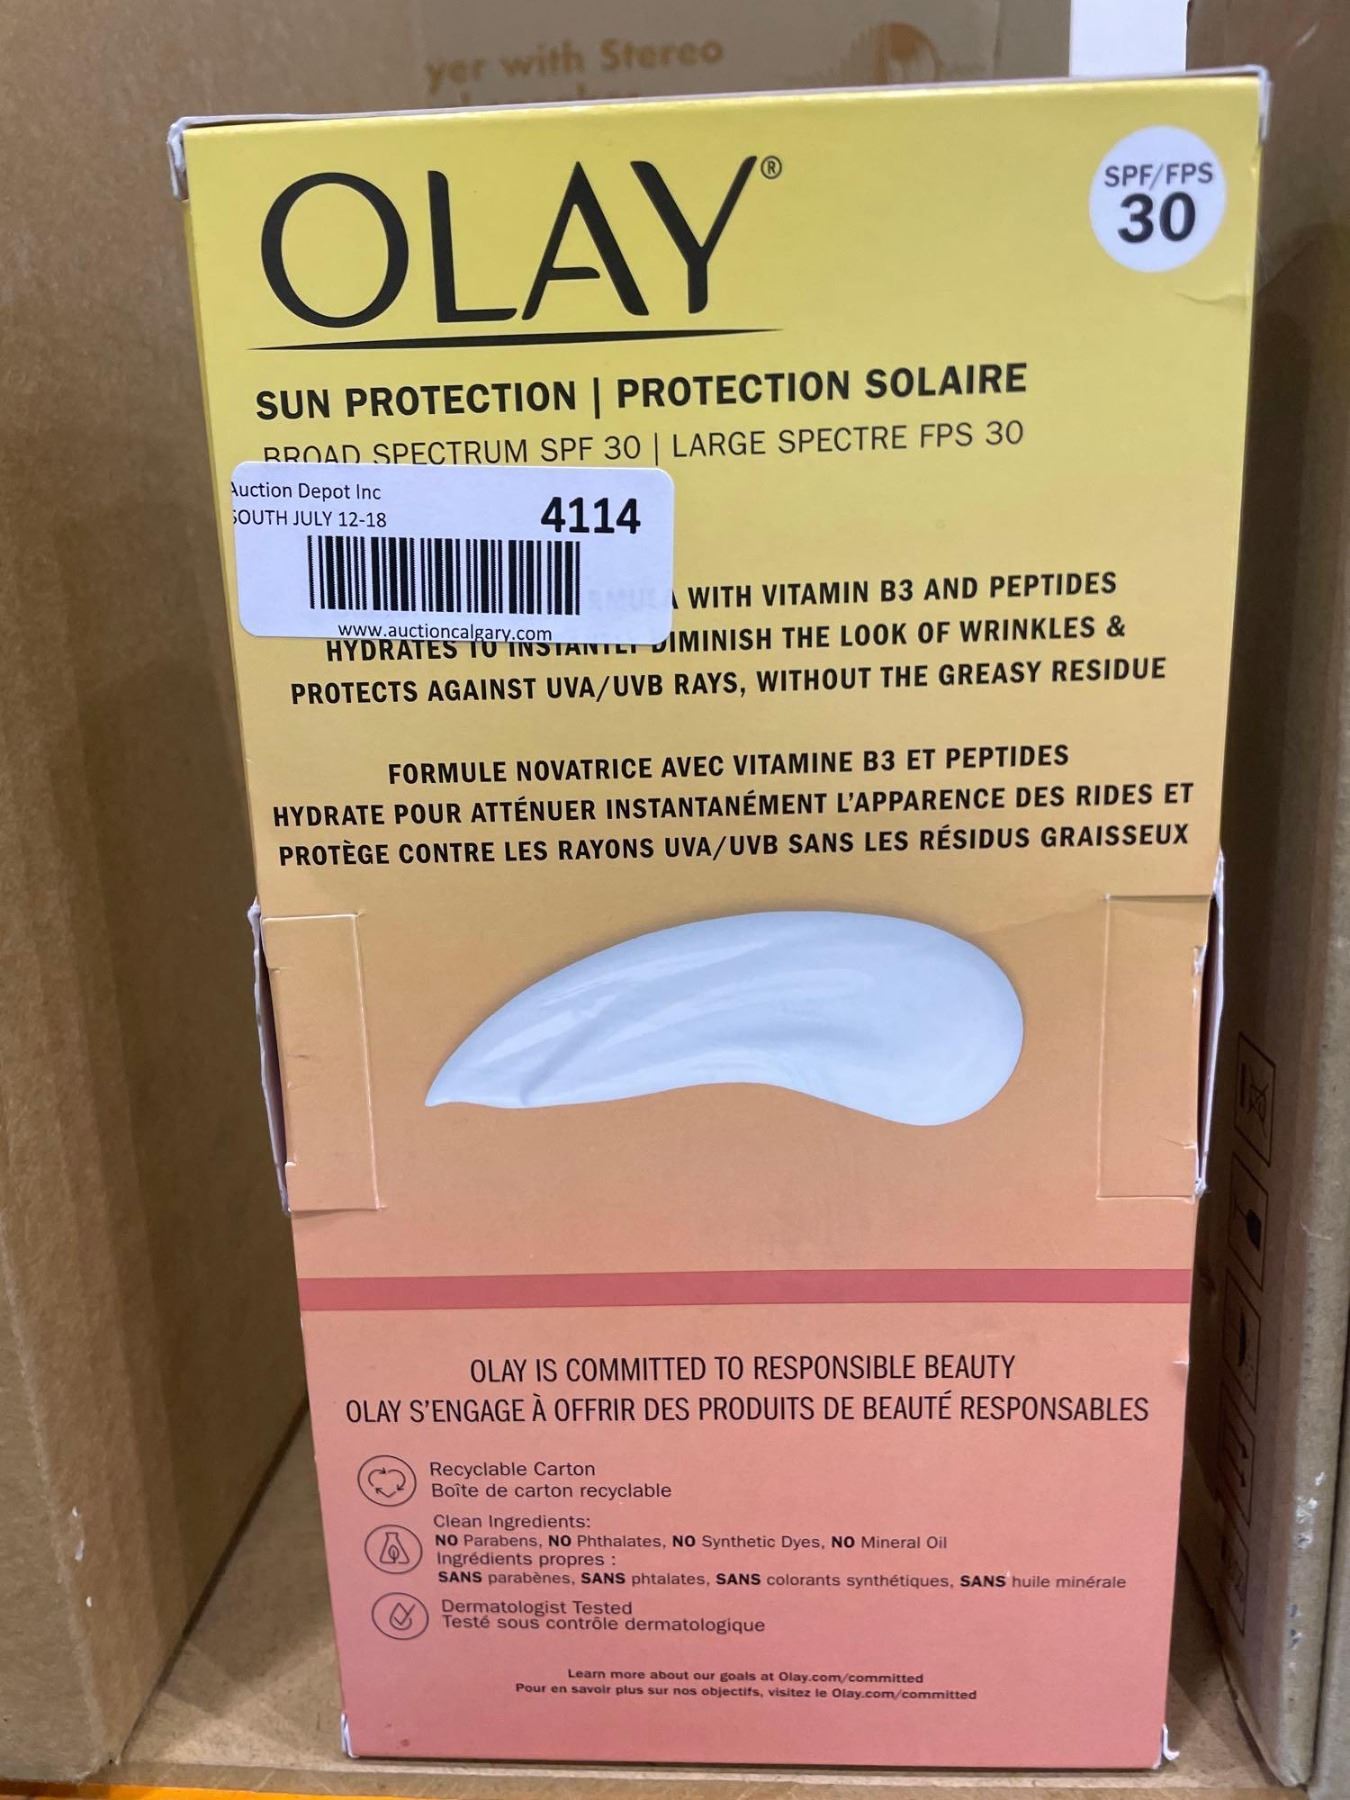 yer with Stereo
OLAY®
SPF/FPS
30
SUN PROTECTION | PROTECTION SOLAIRE
BROAD SPECTRUM SPF 30 | LARGE SPECTRE FPS 30
Auction Depot Inc
SOUTH JULY 12-18
4114
www.auctioncalgary.com
WITH VITAMIN B3 AND PEPTIDES
HYDRATES TO INSTANTLY DIMINISH THE LOOK OF WRINKLES &
PROTECTS AGAINST UVA/UVB RAYS, WITHOUT THE GREASY RESIDUE
FORMULE NOVATRICE AVEC VITAMINE B3 ET PEPTIDES
HYDRATE POUR ATTÉNUER INSTANTANÉMENT L'APPARENCE DES RIDES ET
PROTÈGE CONTRE LES RAYONS UVA/UVB SANS LES RÉSIDUS GRAISSEUX
OLAY IS COMMITTED TO RESPONSIBLE BEAUTY
OLAY S'ENGAGE À OFFRIR DES PRODUITS DE BEAUTÉ RESPONSABLES
Recyclable Carton
Boîte de carton recyclable
Clean Ingredients:
NO Parabens, NO Phthalates, NO Synthetic Dyes, NO Mineral Oil
Ingrédients propres :
SANS parabènes, SANS phtalates, SANS colorants synthétiques, SANS huile minérale
Dermatologist Tested
Testé sous contrôle dermatologique
Learn more about our goals at Olay.com/committed
Pour en savoir plus sur nos objectifs, visitez le Olay.com/committed